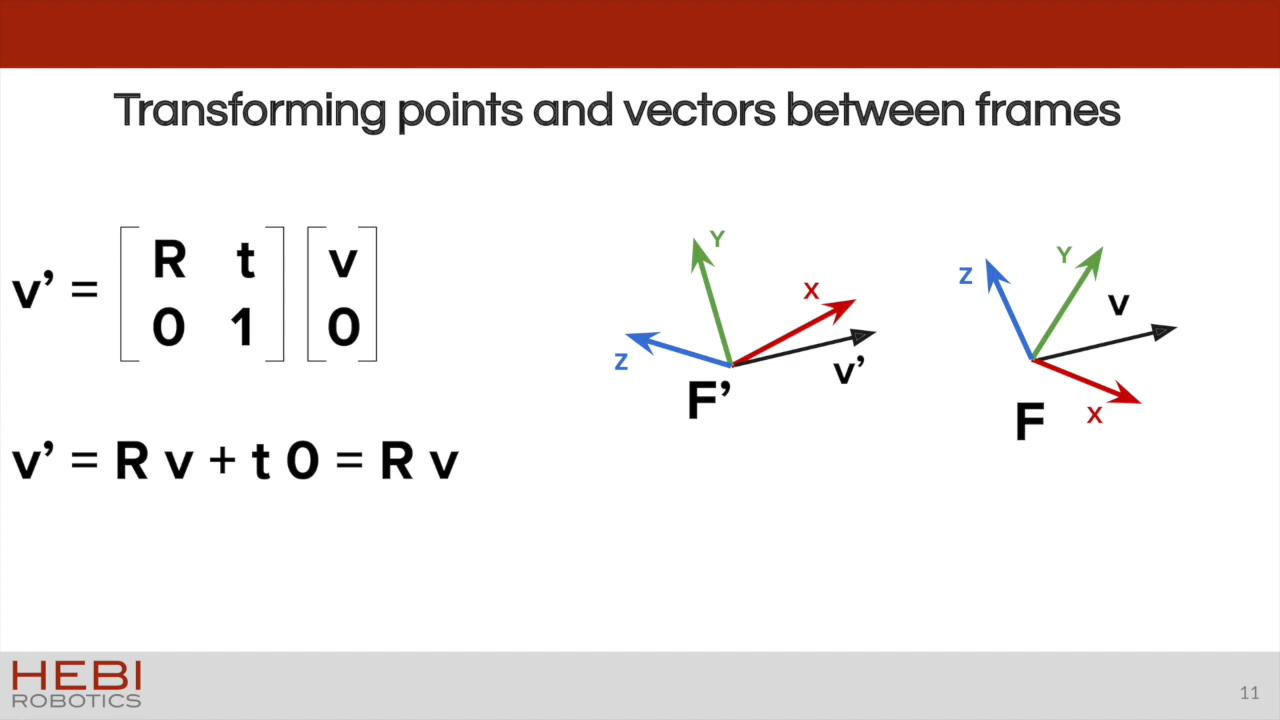 Transforming points and vectors between frames
v’ = [ R t ] [ v ]
[ 0 1 ] [ 0 ]
v’ = R v + t 0 = R v
Y
X
Z
v’
F’
Y
Z
v
X
F
HEBI
ROBOTICS
11